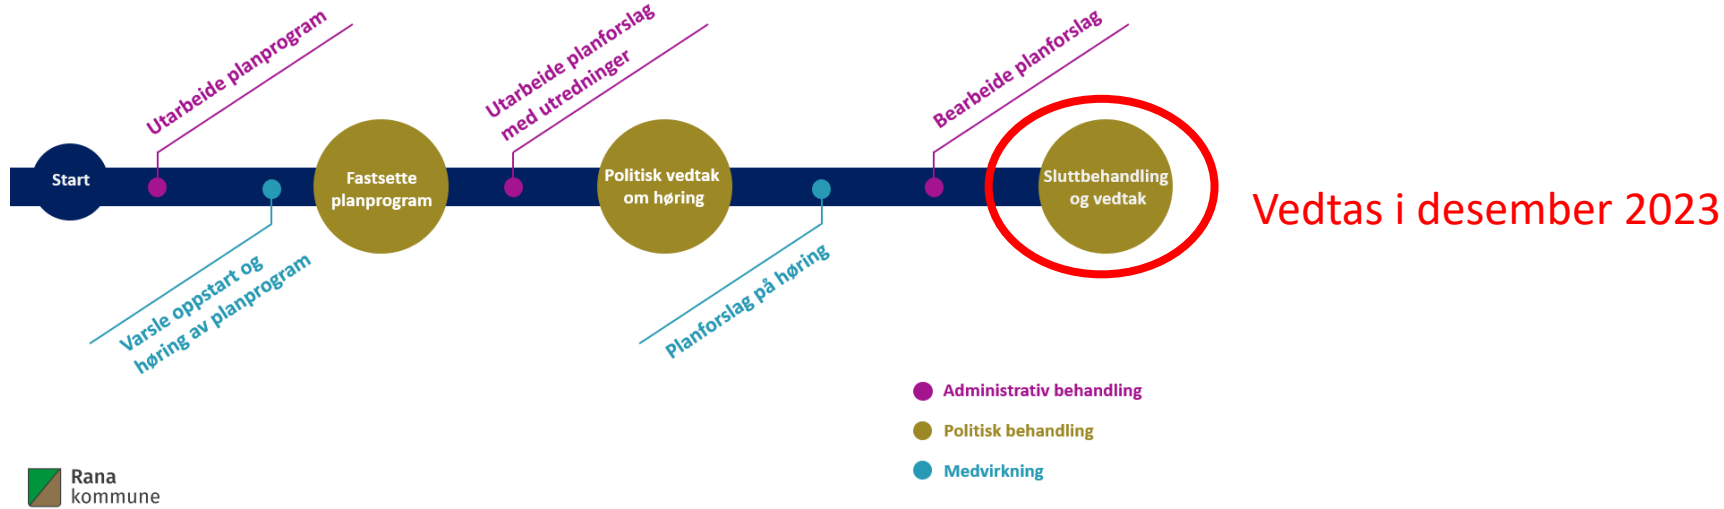 Utarbeide planprogram
Utarbeide planforslag
med utredninger
Bearbeide planforslag
Start
Fastsette
planprogram
Politisk vedtak
om høring
Sluttbehandling
og vedtak
Vedtas i desember 2023
Varsle oppstart og
høring av planprogram
Planforslag på høring
Administrativ behandling
Politisk behandling
Medvirkning
Rana
kommune